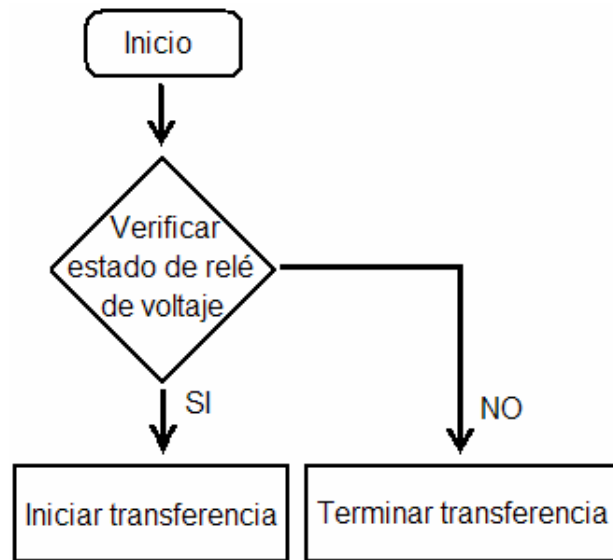 Inicio
Verificar
estado de relé
de voltaje
SI
NO
Iniciar transferencia
Terminar transferencia